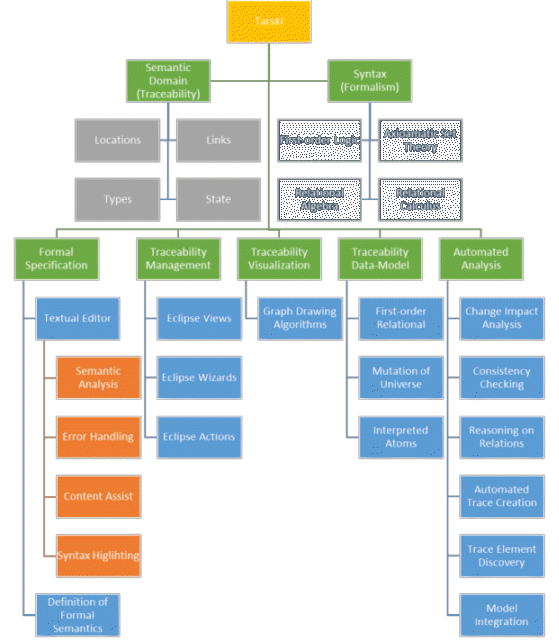 Tarski
Semantic
Domain
(Traceability)
Syntax
(Formalism)
Locations
Links
First-order Logic
Axiomatic Set
Theory
Types
State
Relational
Algebra
Relational
Calculus
Formal
Specification
Traceability
Management
Traceability
Visualization
Traceability
Data-Model
Automated
Analysis
Textual Editor
Eclipse Views
Graph Drawing
Algorithms
First-order
Relational
Change Impact
Analysis
Semantic
Analysis
Eclipse Wizards
Mutation of
Universe
Consistency
Checking
Error Handling
Eclipse Actions
Interpreted
Atoms
Reasoning on
Relations
Content Assist
Automated
Trace Creation
Syntax Higlihting
Trace Element
Discovery
Definition of
Formal
Semantics
Model
Integration